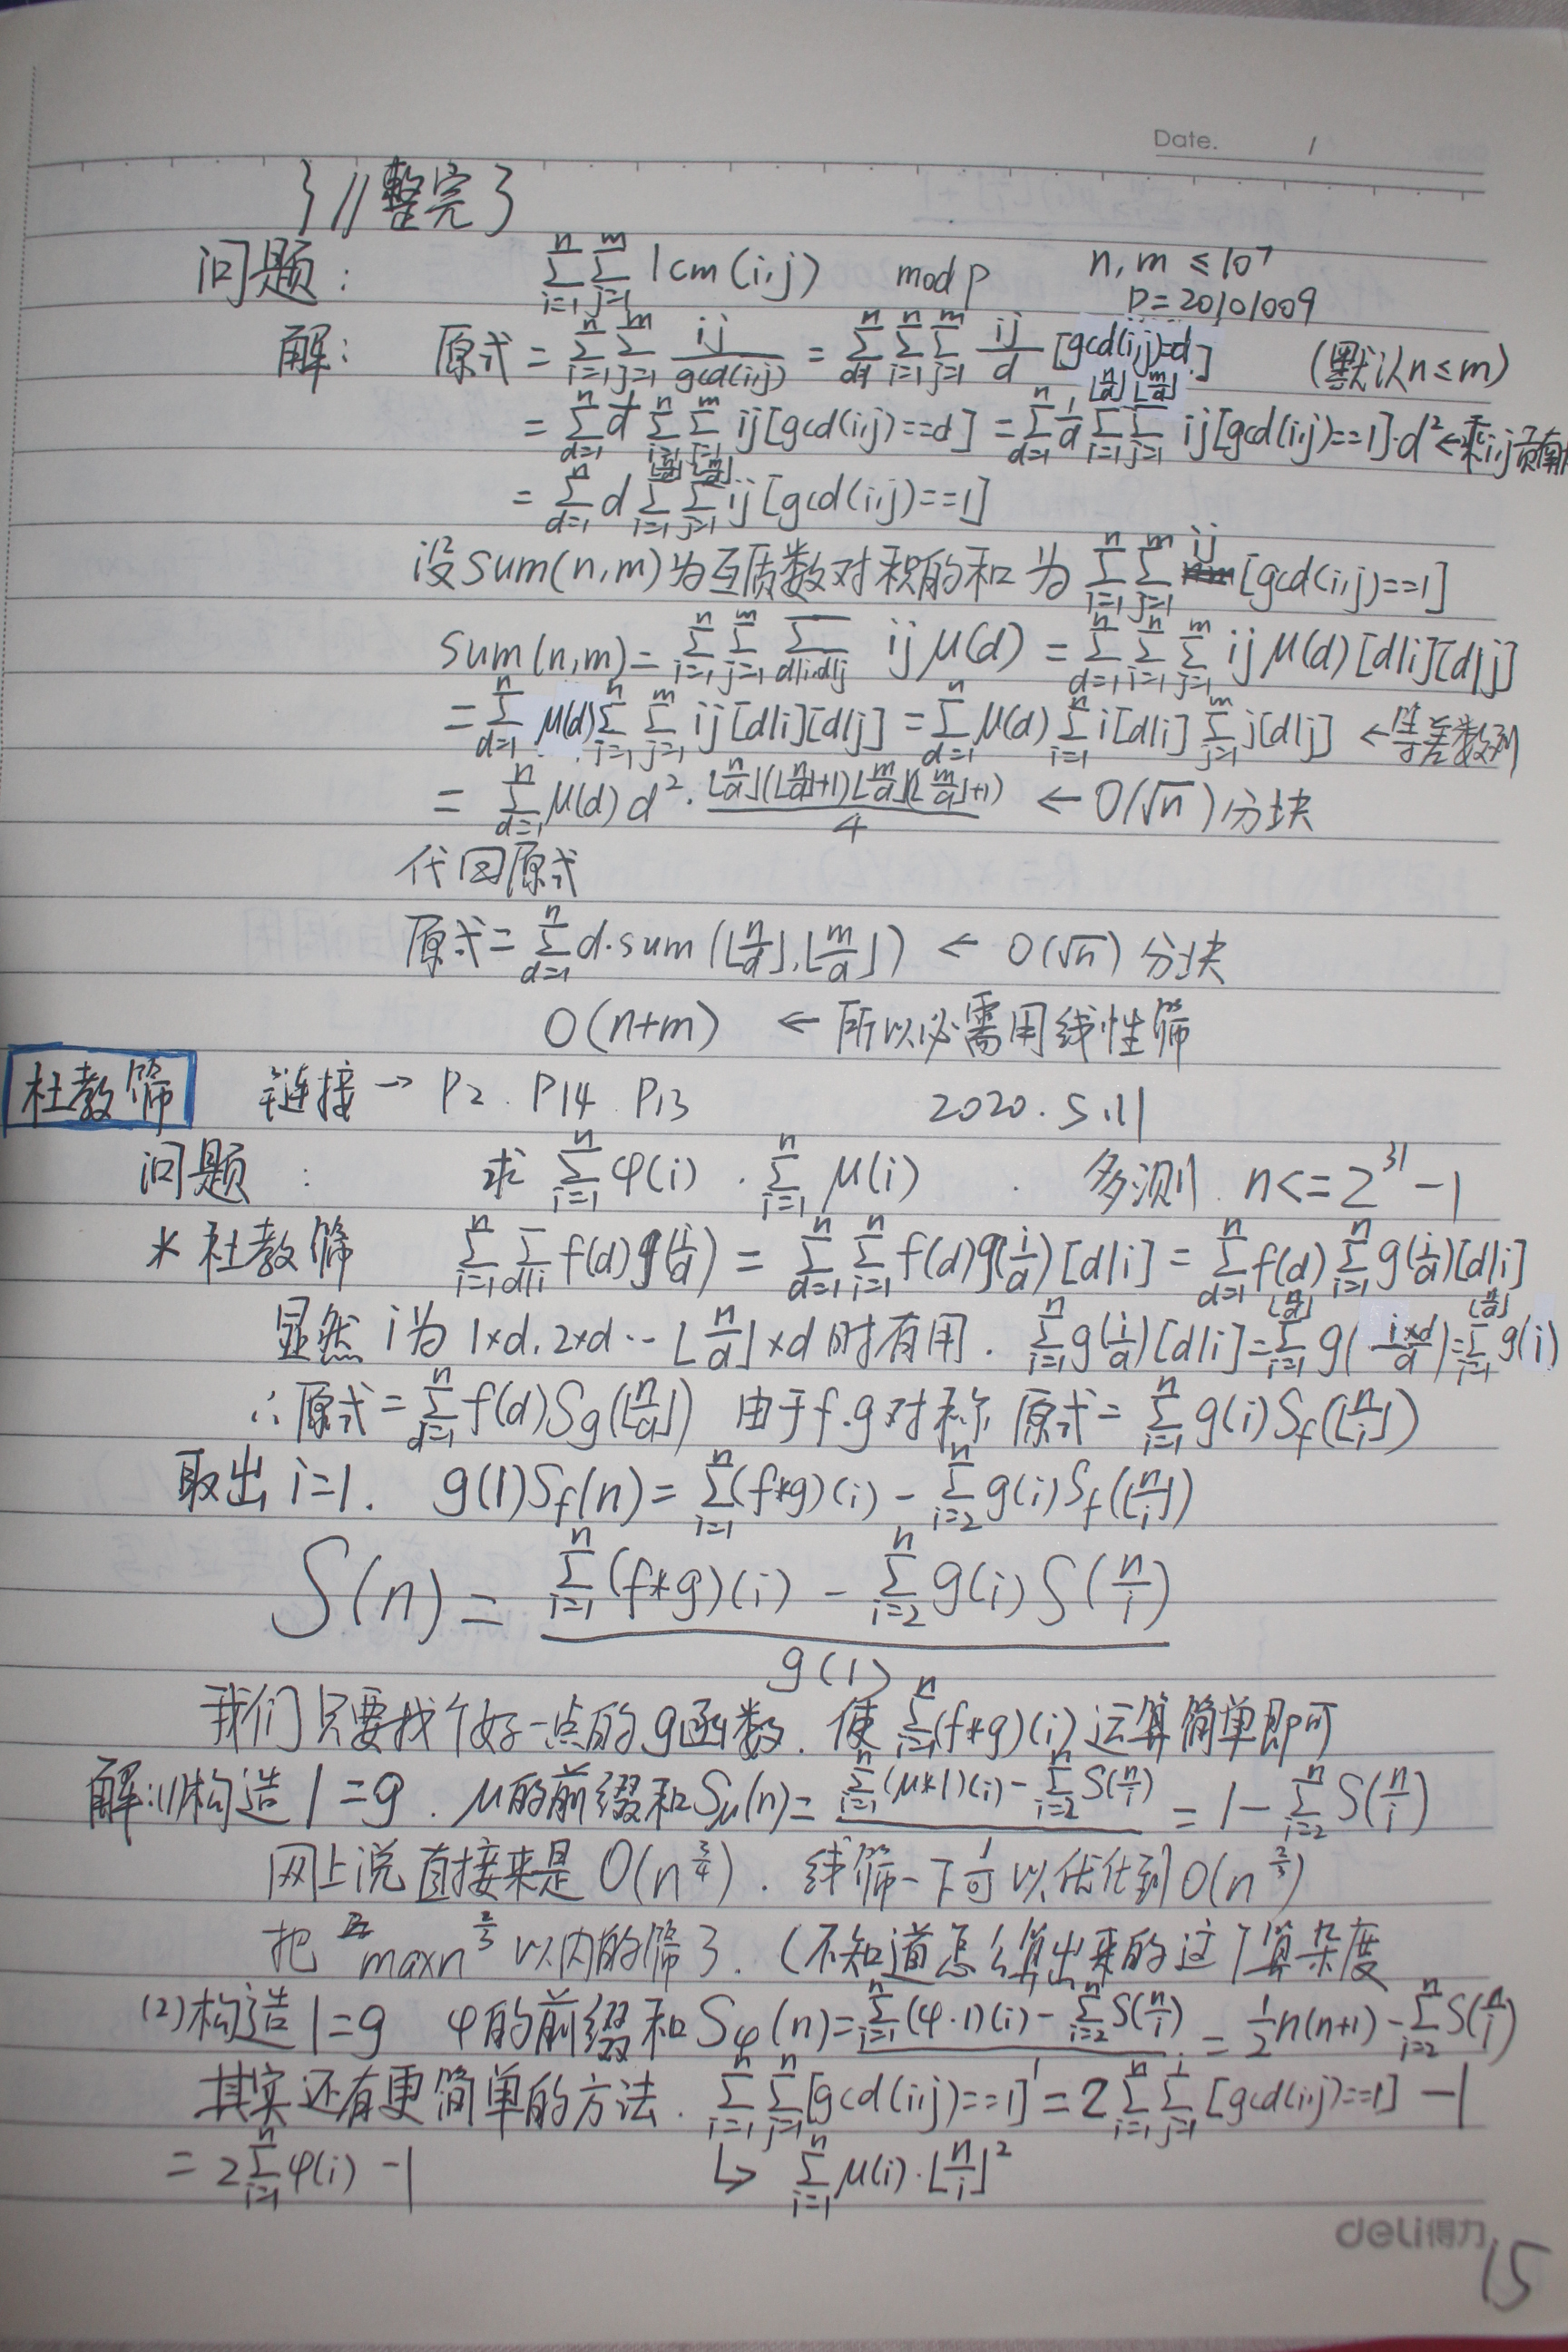 Date. /
} // 整完了
问题: $\sum_{i=1}^{n}\sum_{j=1}^{m} lcm(i,j)$ mod p n,m ≤ 10^7
P=20101009
解: 原式 = $\sum_{i=1}^{n}\sum_{j=1}^{m}\frac{ij}{gcd(i,j)} = \sum_{d=1}^{n}\sum_{i=1}^{n}\sum_{j=1}^{m}\frac{ij}{d}[gcd(i,j)=d]$ (默认n≤m)
$= \sum_{d=1}^{n}\frac{1}{d}\sum_{i=1}^{n}\sum_{j=1}^{m} ij[gcd(i,j)==d] = \sum_{d=1}^{n}\frac{1}{d}\sum_{i=1}^{\lfloor\frac{n}{d}\rfloor}\sum_{j=1}^{\lfloor\frac{m}{d}\rfloor} ij[gcd(i,j)==1]\cdot d^2$ ← 乘i,j贡献
$= \sum_{d=1}^{n} d\sum_{i=1}^{\lfloor\frac{n}{d}\rfloor}\sum_{j=1}^{\lfloor\frac{m}{d}\rfloor} ij[gcd(i,j)==1]$
设sum(n,m)为互质数对积的和 为 $\sum_{i=1}^{n}\sum_{j=1}^{m} ij[gcd(i,j)==1]$
$sum(n,m) = \sum_{i=1}^{n}\sum_{j=1}^{m}\sum_{d|i,d|j} ij\mu(d) = \sum_{d=1}^{n}\sum_{i=1}^{n}\sum_{j=1}^{m} ij\mu(d)[d|i][d|j]$
$= \sum_{d=1}^{n}\mu(d)\sum_{i=1}^{n}\sum_{j=1}^{m} ij[d|i][d|j] = \sum_{d=1}^{n}\mu(d)\sum_{i=1}^{n} i[d|i]\sum_{j=1}^{m} j[d|j]$ ← 等差数列
$= \sum_{d=1}^{n}\mu(d)d^2\cdot\frac{\lfloor\frac{n}{d}\rfloor(\lfloor\frac{n}{d}\rfloor+1)\lfloor\frac{m}{d}\rfloor(\lfloor\frac{m}{d}\rfloor+1)}{4}$ ← $O(\sqrt{n})$分块
代回原式
原式 = $\sum_{d=1}^{n} d\cdot sum(\lfloor\frac{n}{d}\rfloor,\lfloor\frac{m}{d}\rfloor)$ ← $O(\sqrt{n})$ 分块
O(n+m) ← 所以必需用线性筛
杜教筛 链接 → P2. P14 P13 2020.5.11
问题: 求 $\sum_{i=1}^{n}\varphi(i)$ . $\sum_{i=1}^{n}\mu(i)$ . 多测 n<=2^{31}-1
* 杜教筛 $\sum_{i=1}^{n}\sum_{d|i} f(d)g(\frac{i}{d}) = \sum_{d=1}^{n}\sum_{i=1}^{n} f(d)g(\frac{i}{d})[d|i] = \sum_{d=1}^{n} f(d)\sum_{i=1}^{n} g(\frac{i}{d})[d|i]$
显然 i为 1×d, 2×d … $\lfloor\frac{n}{d}\rfloor$×d 时有用. $\sum_{i=1}^{n} g(\frac{i}{d})[d|i] = \sum_{i=1}^{\lfloor\frac{n}{d}\rfloor} g(\frac{i×d}{d}) = \sum_{i=1}^{\lfloor\frac{n}{d}\rfloor} g(i)$
∴原式 = $\sum_{d=1}^{n} f(d)S_g(\lfloor\frac{n}{d}\rfloor)$ 由于f.g对称 原式 = $\sum_{i=1}^{n} g(i)S_f(\lfloor\frac{n}{i}\rfloor)$
取出 i=1. $g(1)S_f(n) = \sum_{i=1}^{n}(f*g)(i) - \sum_{i=2}^{n} g(i)S_f(\lfloor\frac{n}{i}\rfloor)$
$S(n) = \frac{\sum_{i=1}^{n}(f*g)(i) - \sum_{i=2}^{n} g(i)S(\frac{n}{i})}{g(1)}$
我们只要找个好一点的g函数. 使 $\sum_{i=1}^{n}(f*g)(i)$ 运算简单即可
解:(1)构造 1=g. μ的前缀和 $S_\mu(n) = \frac{\sum_{i=1}^{n}(\mu*1)(i) - \sum_{i=2}^{n} S(\frac{n}{i})}{1} = 1 - \sum_{i=2}^{n} S(\frac{n}{i})$
网上说直接来是 $O(n^{\frac{3}{4}})$. 线筛一下可以优化到 $O(n^{\frac{2}{3}})$
把 $maxn^{\frac{2}{3}}$ 以内的筛了. (不知道怎么算出来的这个算杂度
(2)构造 1=g φ的前缀和 $S_\varphi(n) = \frac{\sum_{i=1}^{n}(\varphi\cdot 1)(i) - \sum_{i=2}^{n} S(\frac{n}{i})}{1} = \frac{1}{2}n(n+1) - \sum_{i=2}^{n} S(\frac{n}{i})$
其实还有更简单的方法. $\sum_{i=1}^{n}\sum_{j=1}^{n}[gcd(i,j)==1] = 2\sum_{i=1}^{n}\sum_{j=1}^{i}[gcd(i,j)==1] - 1$
$= 2\sum_{i=1}^{n}\varphi(i) - 1$ ↳ $\sum_{i=1}^{n}\mu(i)\cdot\lfloor\frac{n}{i}\rfloor^2$
deli得力 15